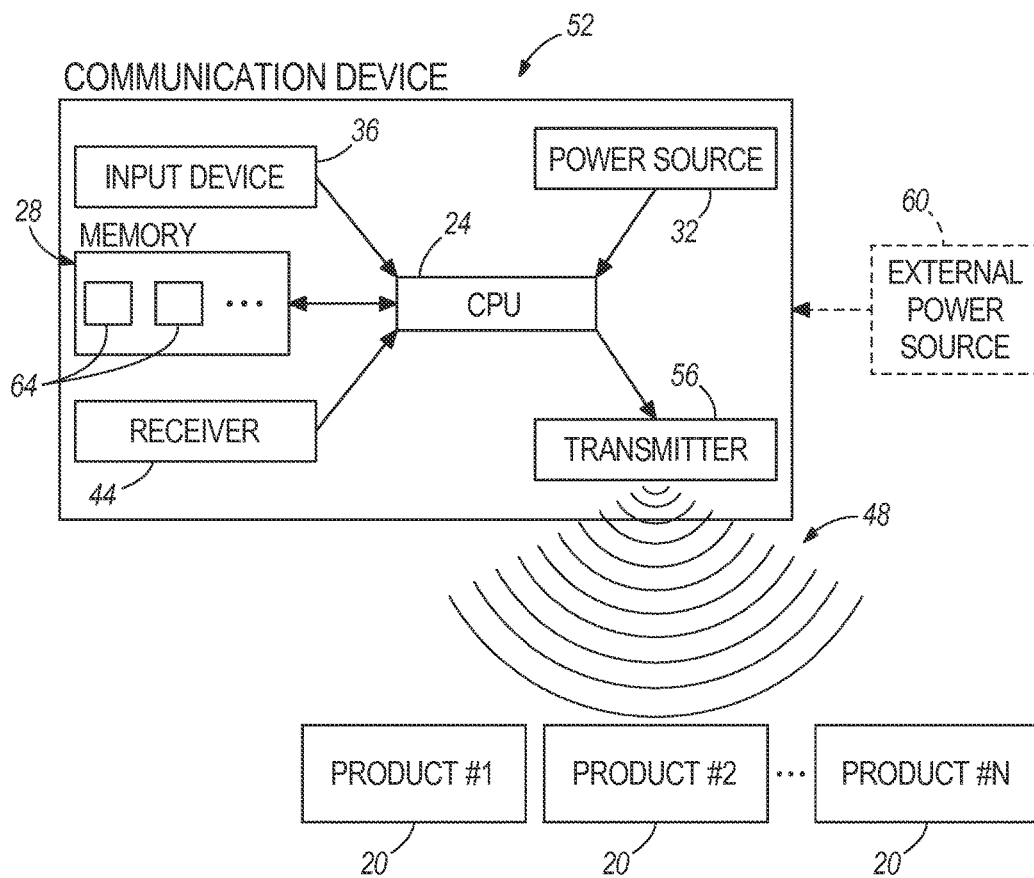 52
COMMUNICATION DEVICE
36
INPUT DEVICE
POWER SOURCE
28
MEMORY
24
32
60
CPU
EXTERNAL
POWER
SOURCE
...
64
56
RECEIVER
TRANSMITTER
44
48
PRODUCT #1
PRODUCT #2
...
PRODUCT #N
20
20
20